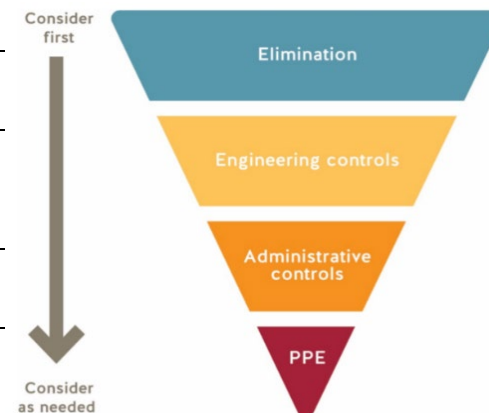 Consider
first
Elimination
Engineering controls
Administrative
controls
PPE
Consider
as needed